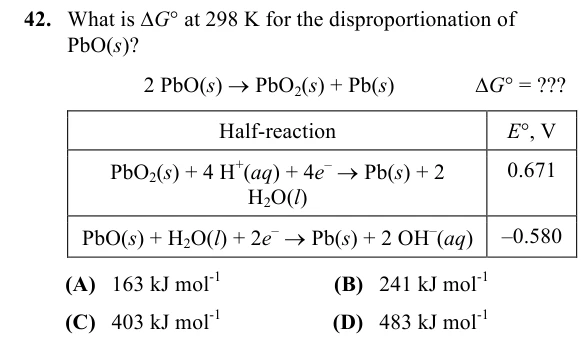 42. What is ΔG° at 298 K for the disproportionation of
PbO(s)?
2 PbO(s) → PbO₂(s) + Pb(s) ΔG° = ???
Half-reaction E°, V
PbO₂(s) + 4 H⁺(aq) + 4e⁻ → Pb(s) + 2 0.671
H₂O(l)
PbO(s) + H₂O(l) + 2e⁻ → Pb(s) + 2 OH⁻(aq) –0.580
(A) 163 kJ mol⁻¹ (B) 241 kJ mol⁻¹
(C) 403 kJ mol⁻¹ (D) 483 kJ mol⁻¹